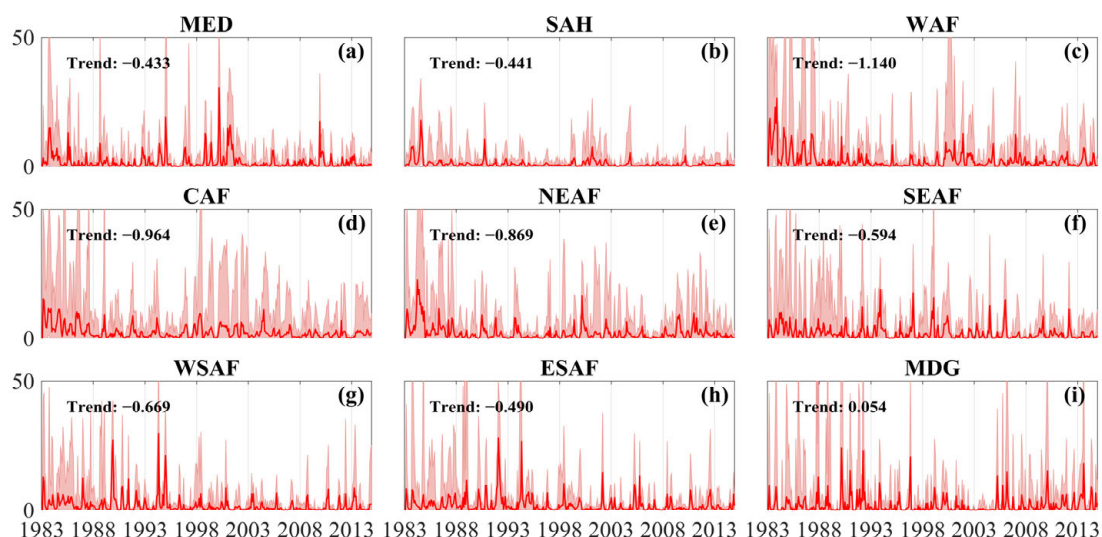 MED SAH WAF
50 (a) (b) (c)
Trend: −0.433 Trend: −0.441 Trend: −1.140
0
CAF NEAF SEAF
50 (d) (e) (f)
Trend: −0.964 Trend: −0.869 Trend: −0.594
0
WSAF ESAF MDG
50 (g) (h) (i)
Trend: −0.669 Trend: −0.490 Trend: 0.054
0
1983 1988 1993 1998 2003 2008 2013 1983 1988 1993 1998 2003 2008 2013 1983 1988 1993 1998 2003 2008 2013